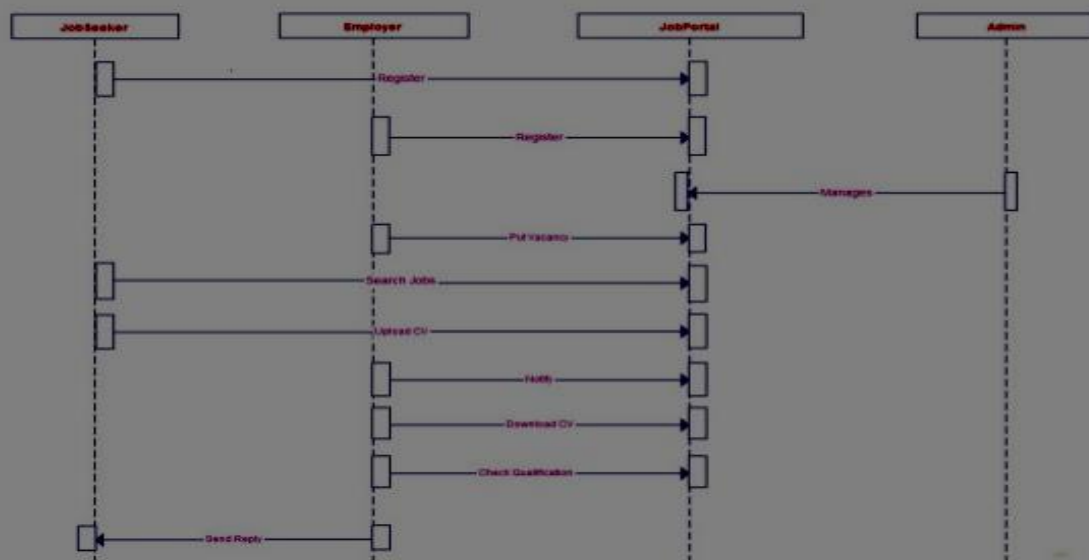 JobSeeker
Employer
JobPortal
Admin
Register
Register
Manages
Put vacancy
Search Jobs
Upload CV
Notify
Download CV
Check Qualification
Send Reply